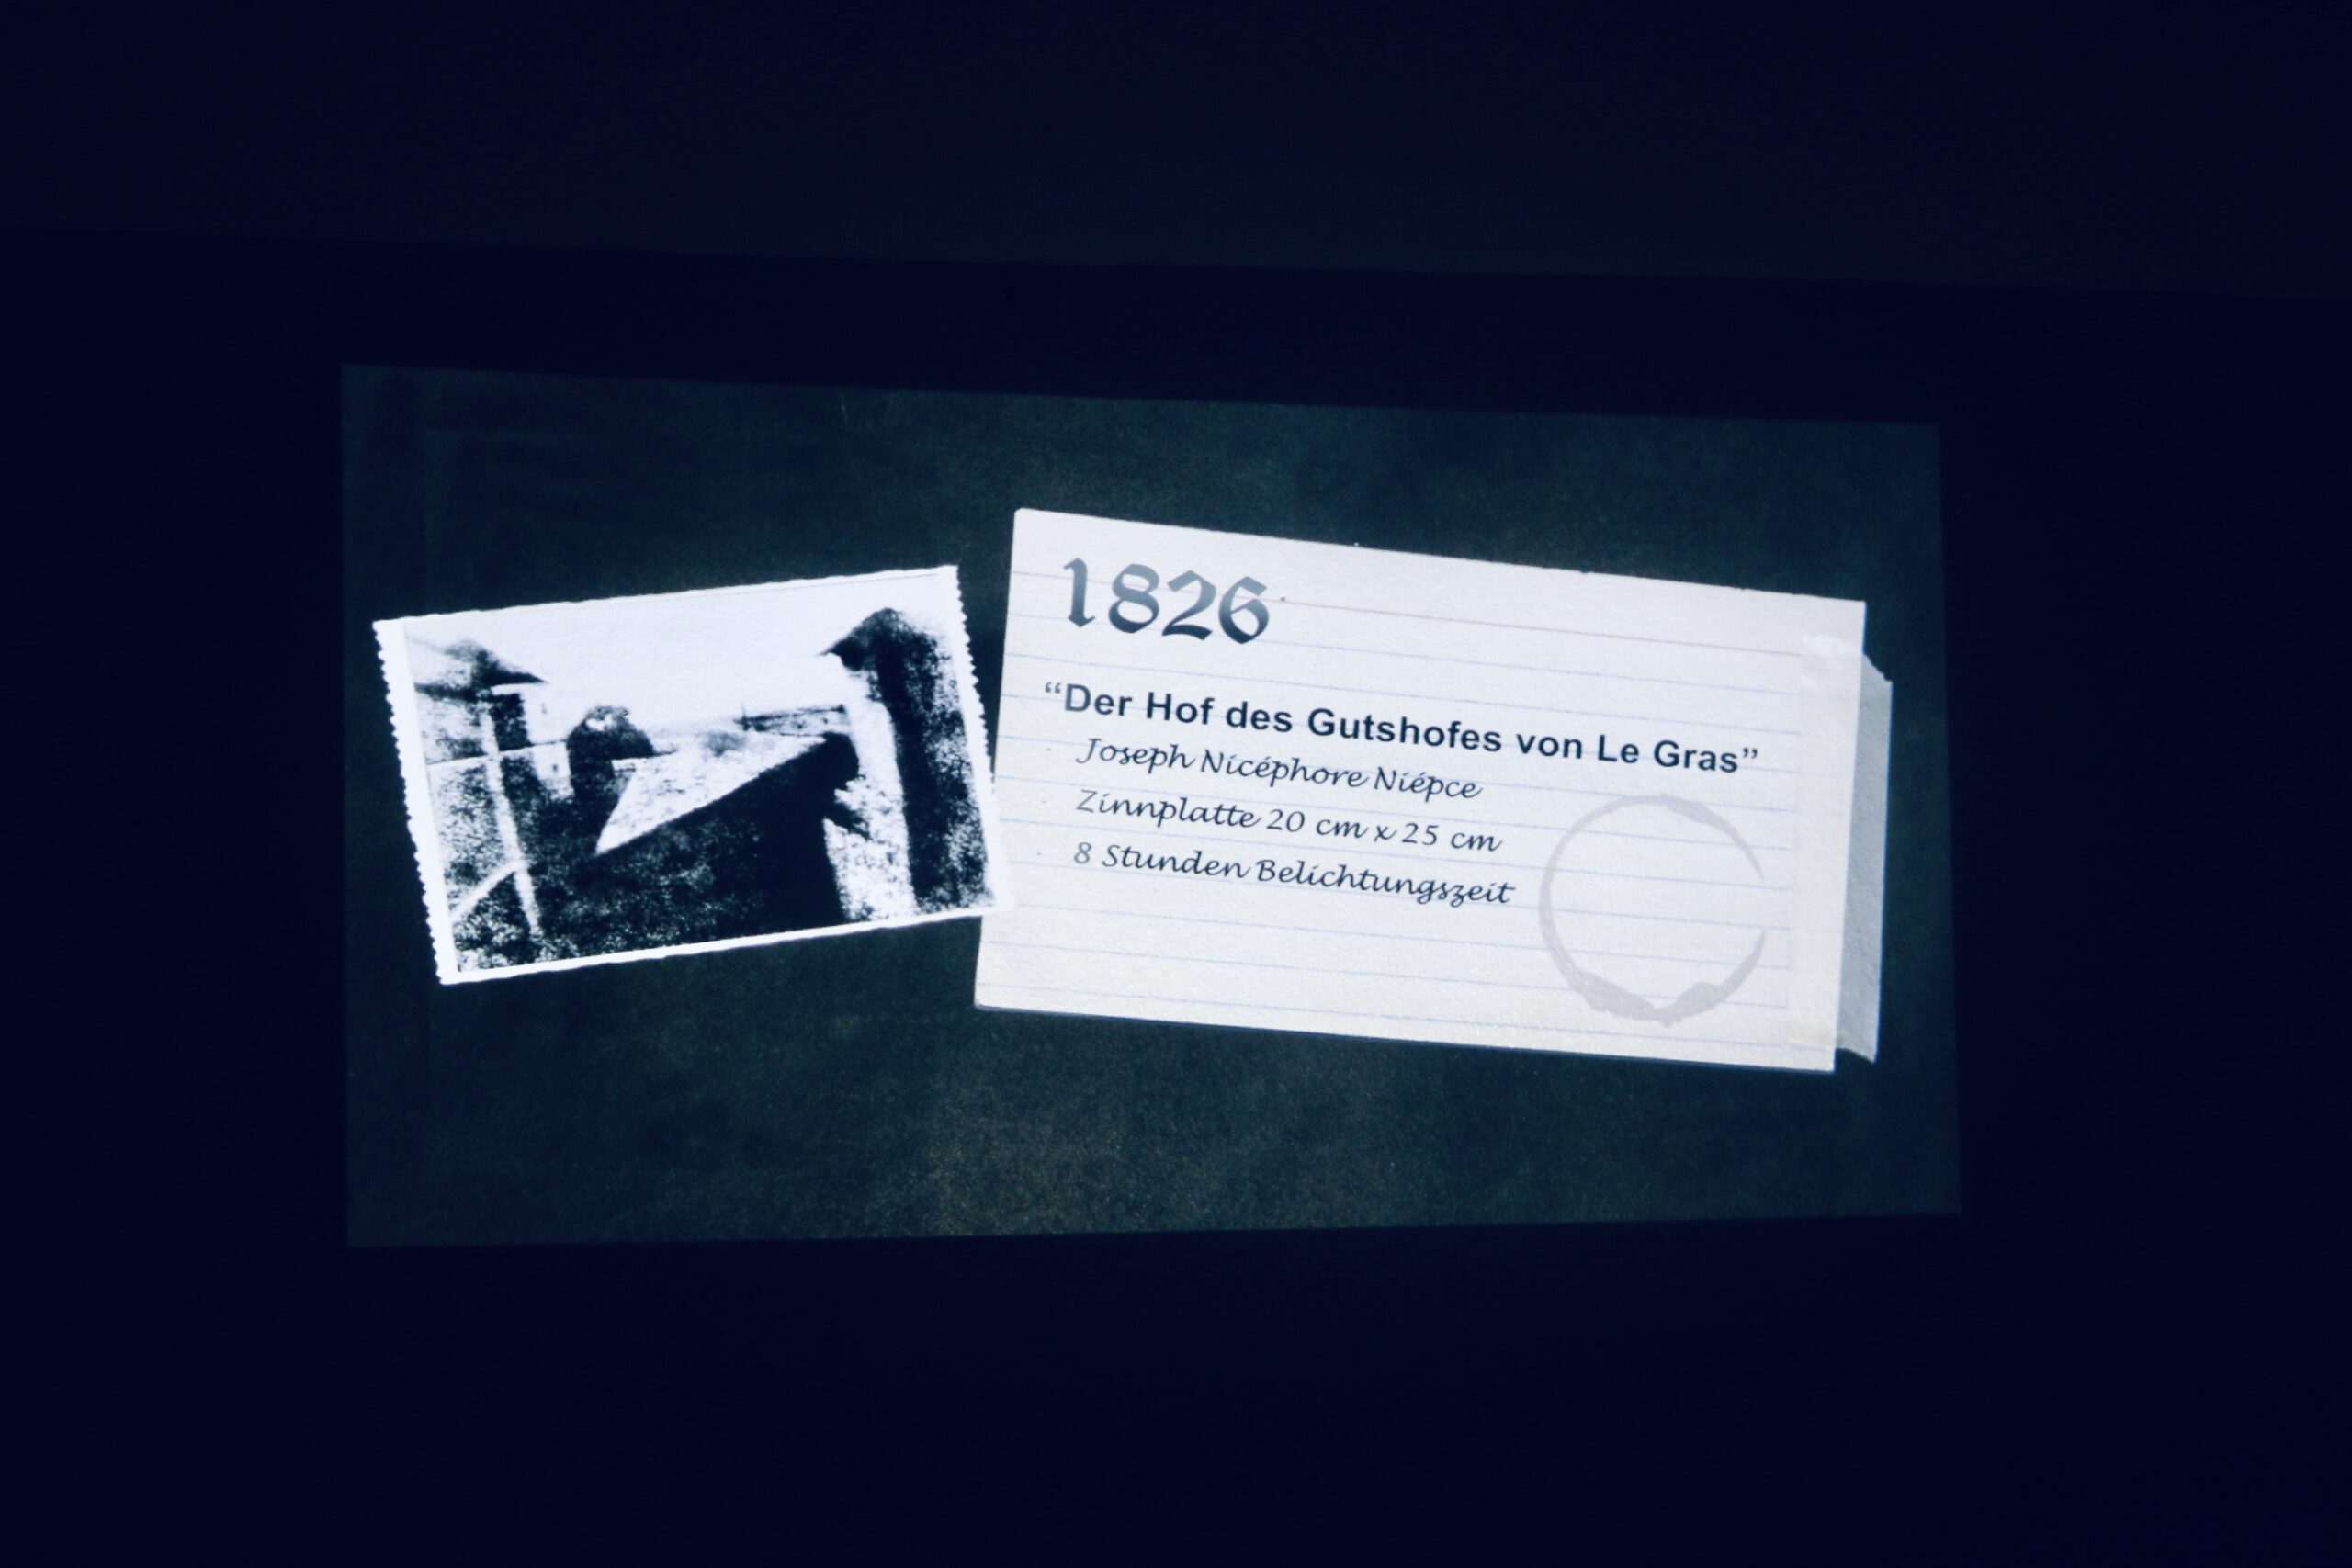 1826
“Der Hof des Gutshofes von Le Gras”
Joseph Nicéphore Niépce
Zinnplatte 20 cm x 25 cm
8 Stunden Belichtungszeit